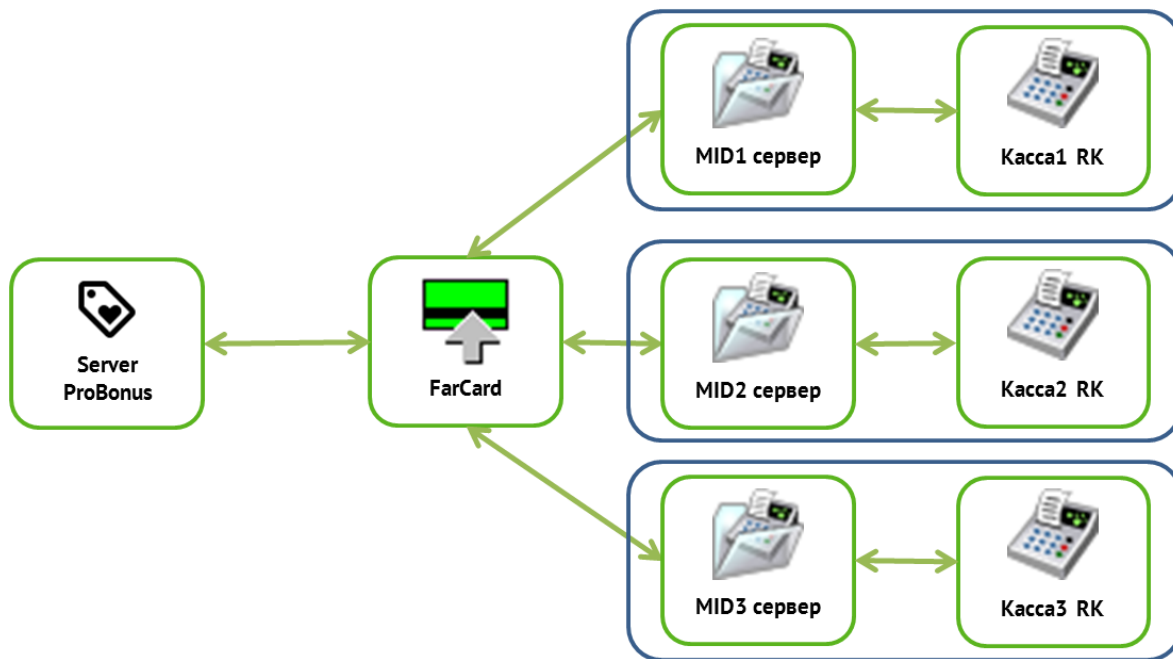 MID1 сервер
Касса1 RK
Server
ProBonus
FarCard
MID2 сервер
Касса2 RK
MID3 сервер
Касса3 RK